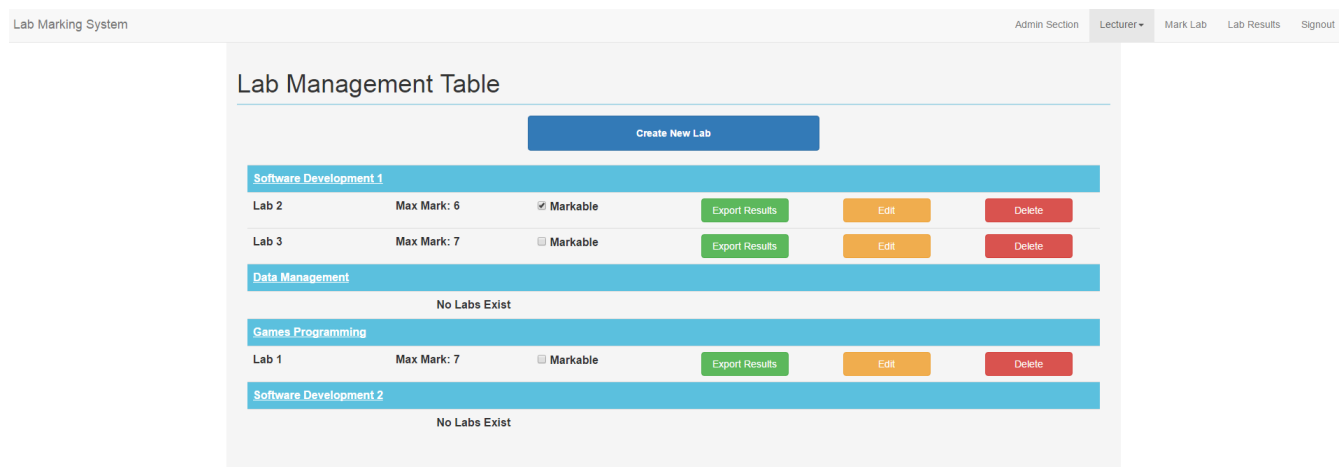 Lab Marking System Admin Section Lecturer Mark Lab Lab Results Signout
Lab Management Table
Create New Lab
Software Development 1
Lab 2 Max Mark: 6 Markable Export Results Edit Delete
Lab 3 Max Mark: 7 Markable Export Results Edit Delete
Data Management
No Labs Exist
Games Programming
Lab 1 Max Mark: 7 Markable Export Results Edit Delete
Software Development 2
No Labs Exist